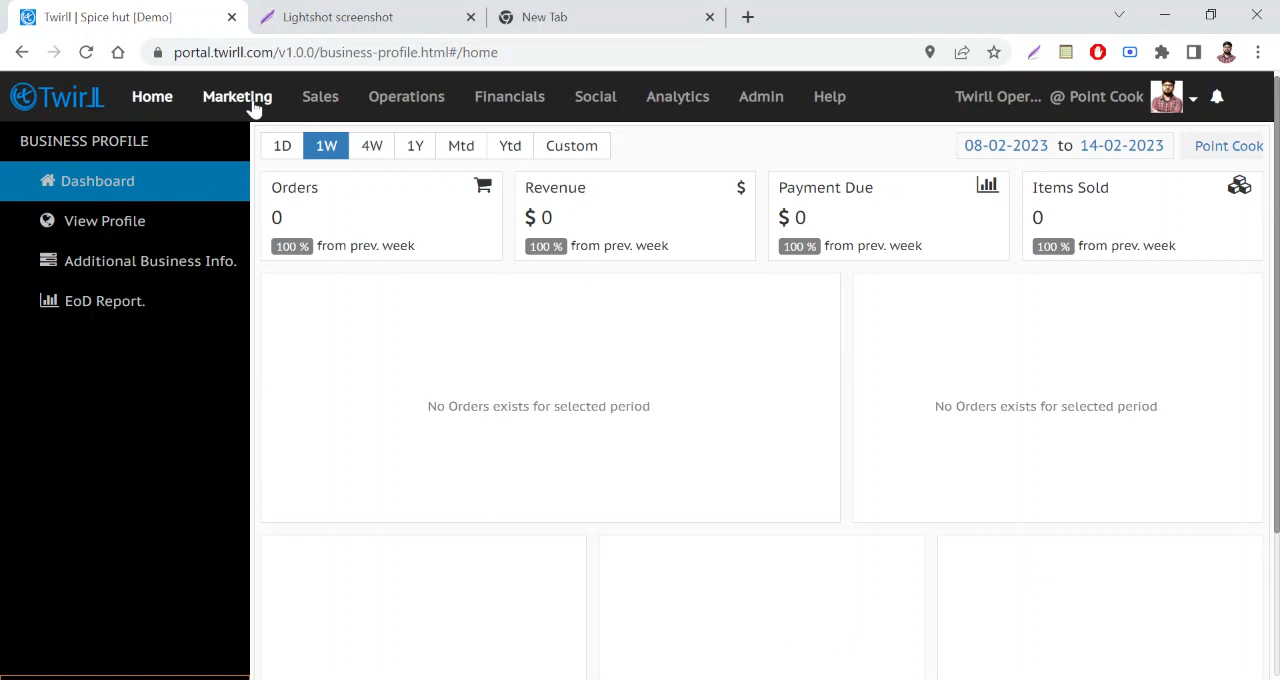 Twirll | Spice hut [Demo]
Lightshot screenshot
New Tab
portal.twirll.com/v1.0.0/business-profile.html#/home
TwirLL
Home
Marketing
Sales
Operations
Financials
Social
Analytics
Admin
Help
Twirll Oper... @ Point Cook
BUSINESS PROFILE
Dashboard
View Profile
Additional Business Info.
EoD Report.
1D
1W
4W
1Y
Mtd
Ytd
Custom
08-02-2023 to 14-02-2023
Point Cook
Orders
0
100 % from prev. week
Revenue
$ 0
100 % from prev. week
Payment Due
$ 0
100 % from prev. week
Items Sold
0
100 % from prev. week
No Orders exists for selected period
No Orders exists for selected period